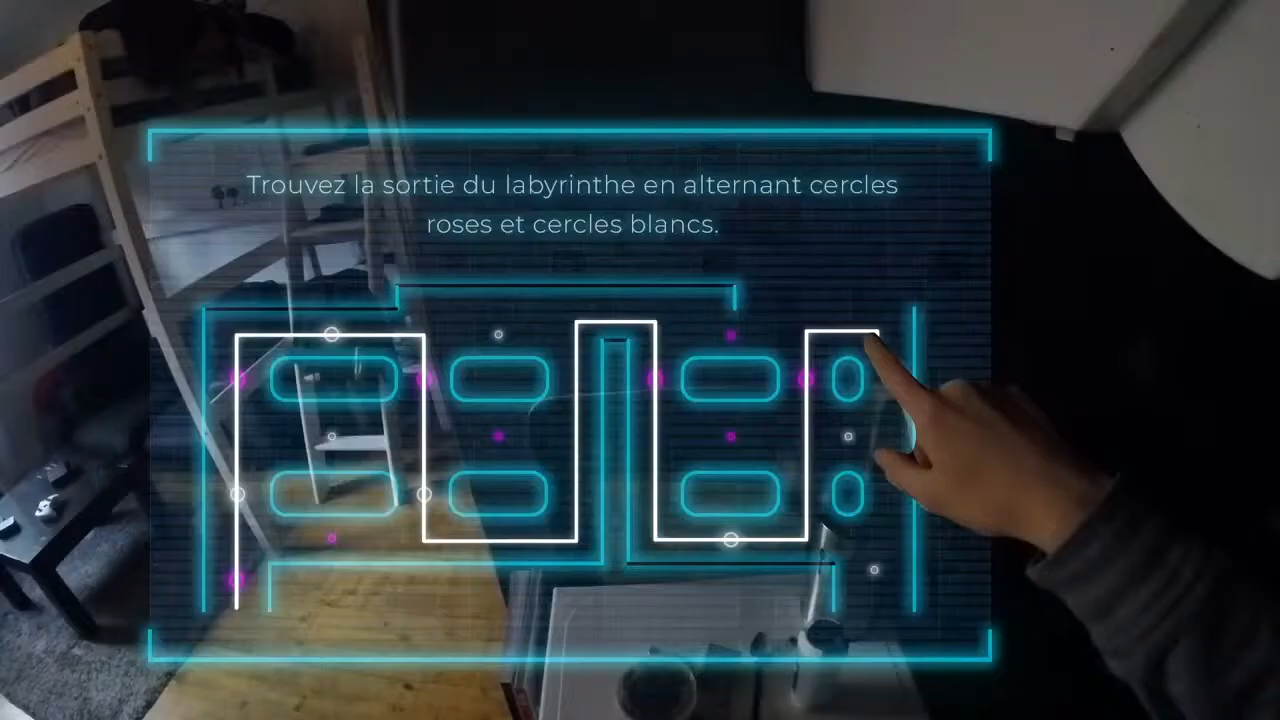 Trouvez la sortie du labyrinthe en alternant cercles
roses et cercles blancs.